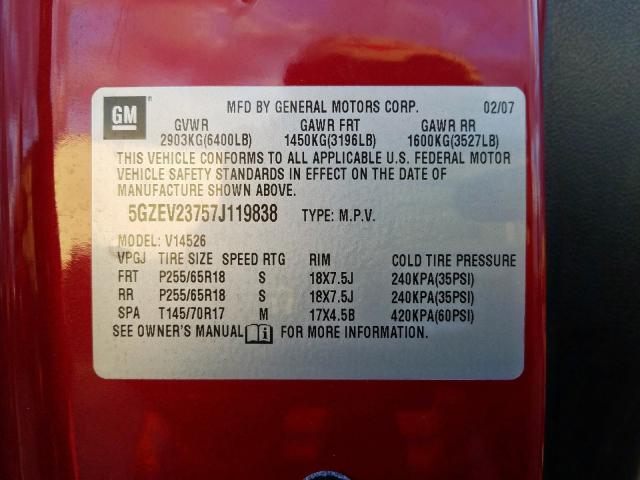 GM ® MFD BY GENERAL MOTORS CORP. 02/07
GVWR GAWR FRT GAWR RR
2903KG(6400LB) 1450KG(3196LB) 1600KG(3527LB)
THIS VEHICLE CONFORMS TO ALL APPLICABLE U.S. FEDERAL MOTOR
VEHICLE SAFETY STANDARDS IN EFFECT ON THE DATE OF
MANUFACTURE SHOWN ABOVE.
5GZEV23757J119838 TYPE: M.P.V.
MODEL: V14526
VPGJ TIRE SIZE SPEED RTG RIM COLD TIRE PRESSURE
FRT P255/65R18 S 18X7.5J 240KPA(35PSI)
RR P255/65R18 S 18X7.5J 240KPA(35PSI)
SPA T145/70R17 M 17X4.5B 420KPA(60PSI)
SEE OWNER'S MANUAL FOR MORE INFORMATION.